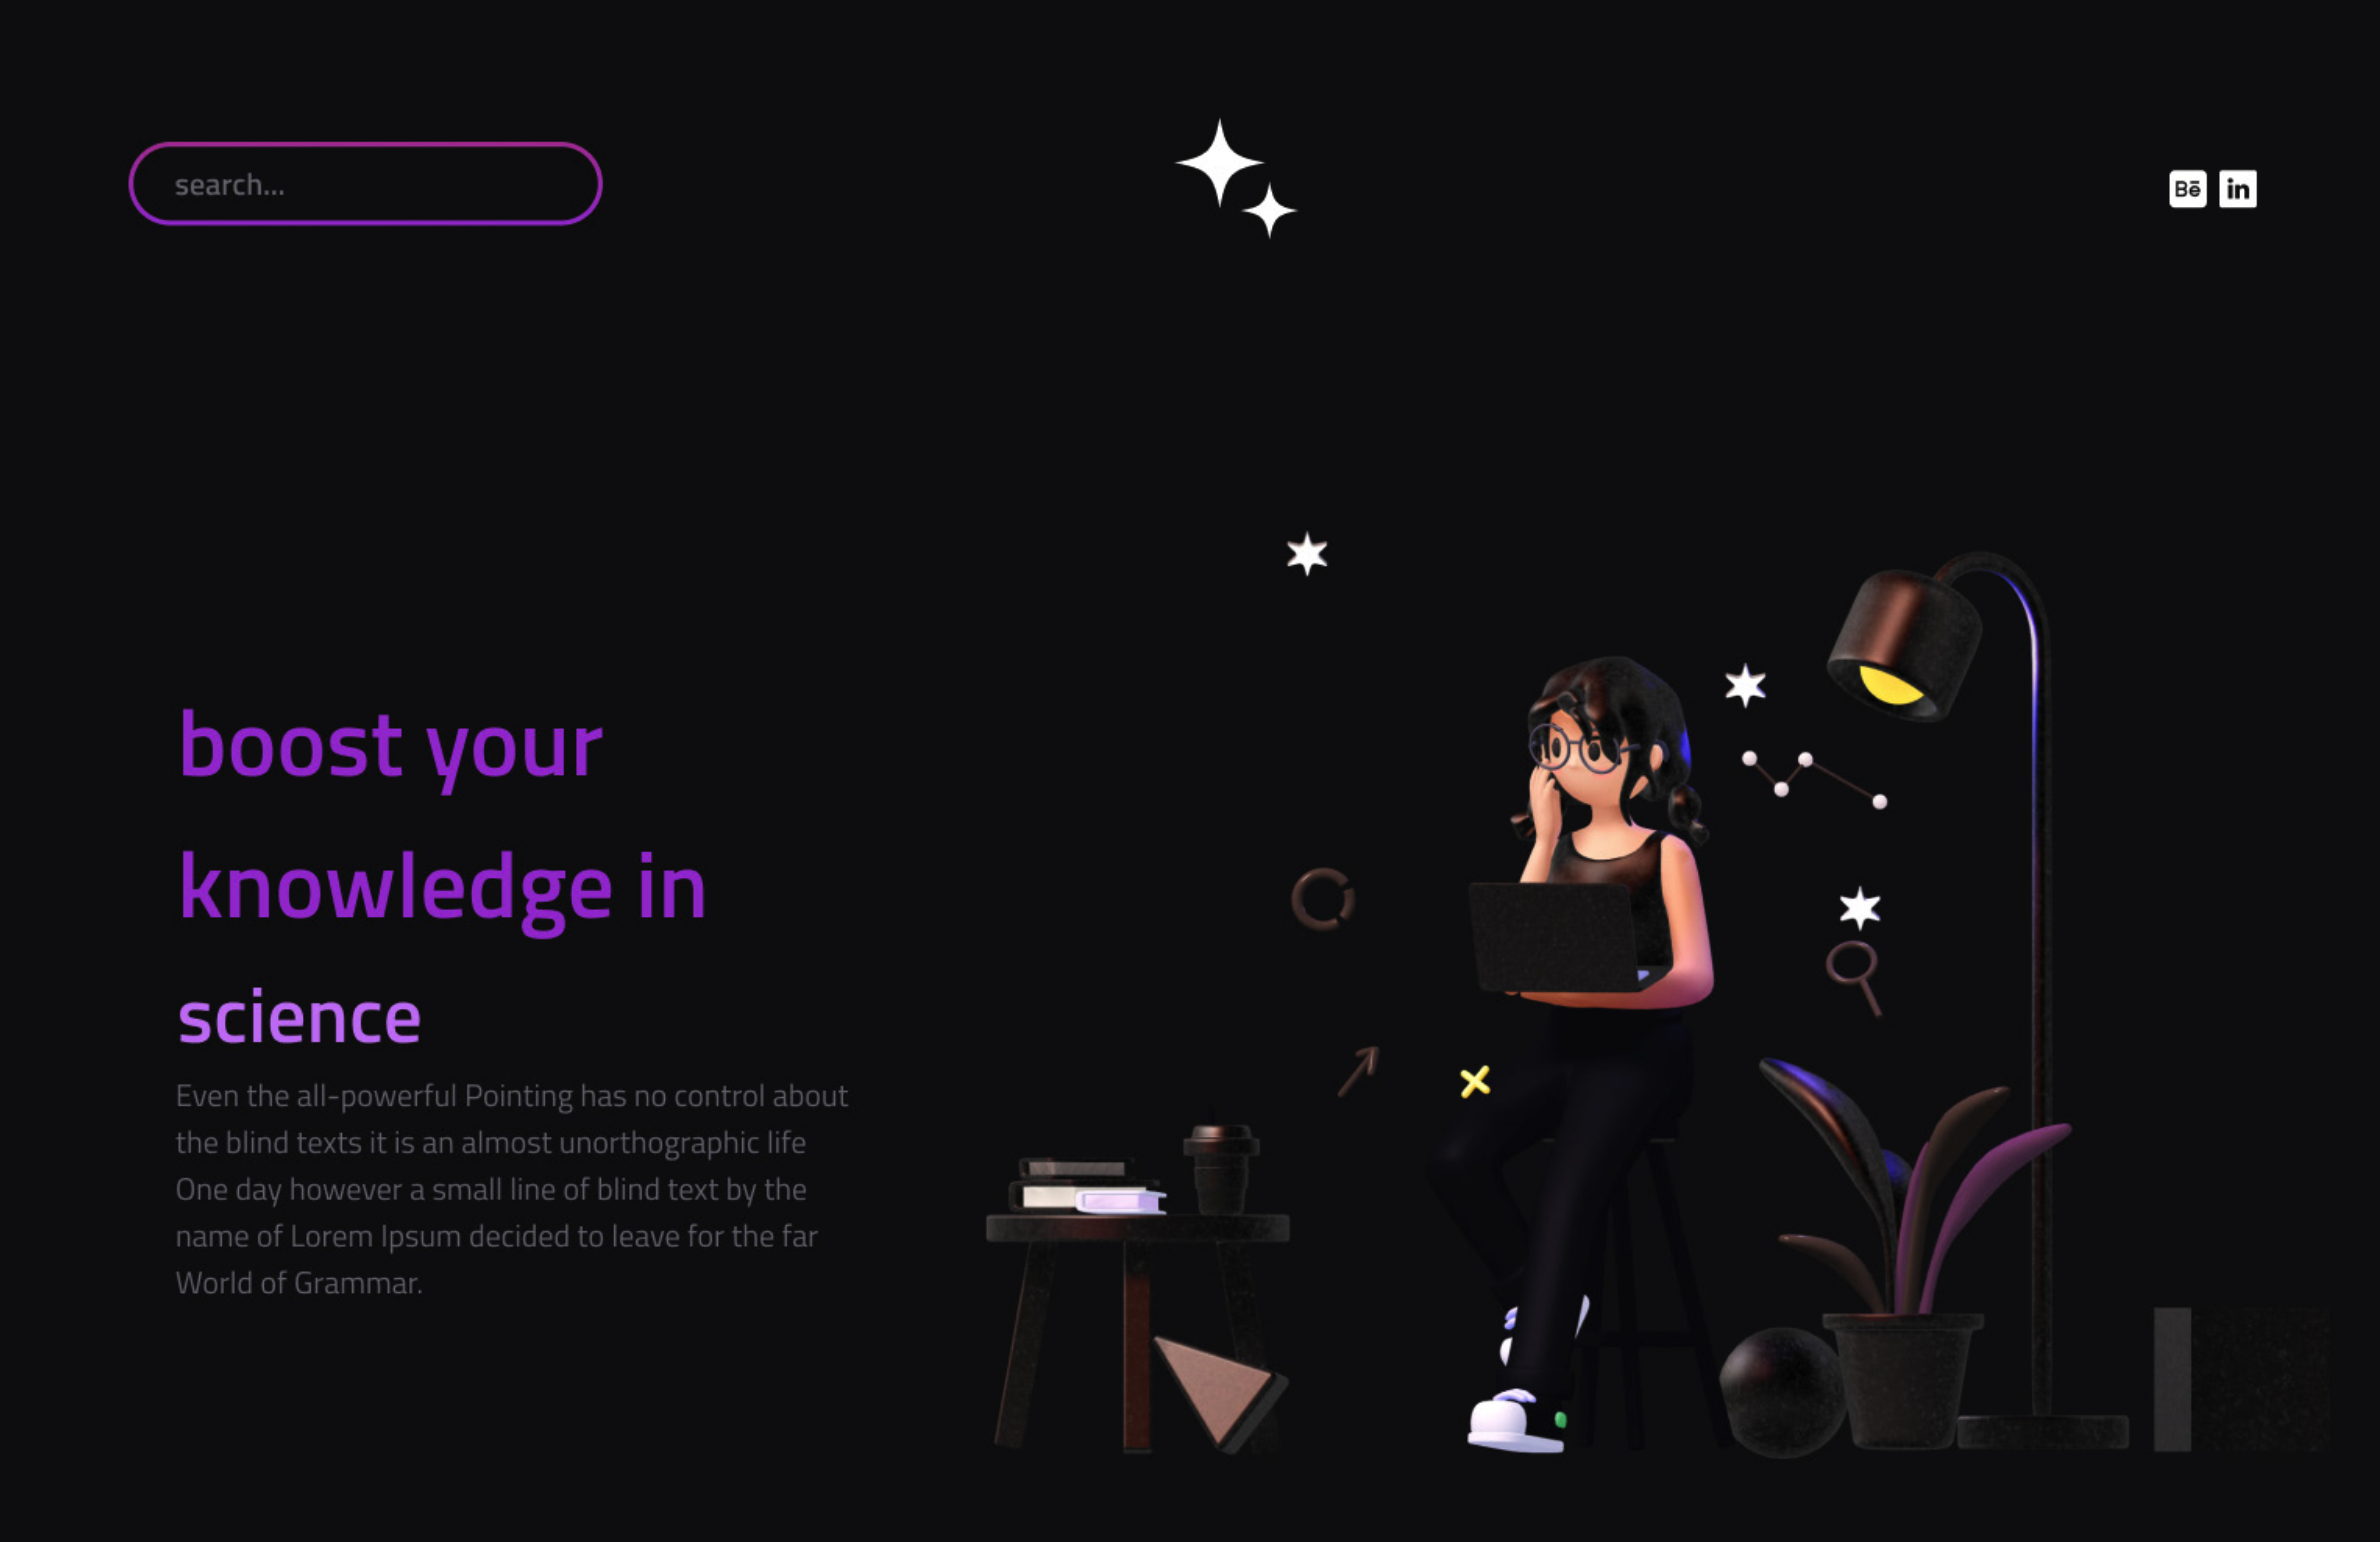 search...
Bē
in
boost your
knowledge in
science
Even the all-powerful Pointing has no control about
the blind texts it is an almost unorthographic life
One day however a small line of blind text by the
name of Lorem Ipsum decided to leave for the far
World of Grammar.